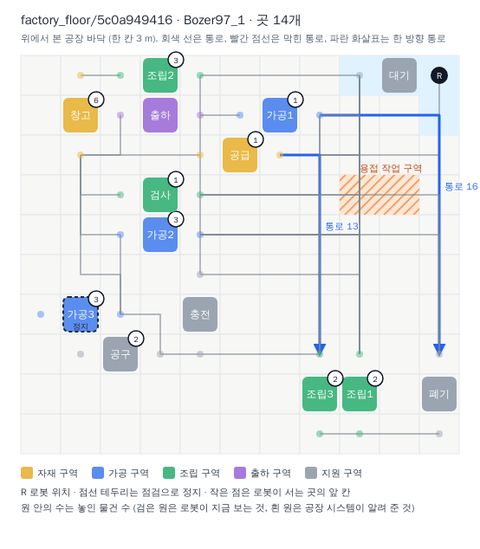 factory_floor/5c0a949416 · Bozer97_1 · 곳 14개
위에서 본 공장 바닥 (한 칸 3 m). 회색 선은 통로, 빨간 점선은 막힌 통로, 파란 화살표는 한 방향 통로
조립2 3
대기
R
창고 6
출하
가공1 1
공급 1
용접 작업 구역
검사 1
통로 16
가공2 3
통로 13
가공3 3
정지
충전
공구 2
조립3 2
조립1 2
폐기
자재 구역
가공 구역
조립 구역
출하 구역
지원 구역
R 로봇 위치 · 점선 테두리는 점검으로 정지 · 작은 점은 로봇이 서는 곳의 앞 칸
원 안의 수는 놓인 물건 수 (검은 원은 로봇이 지금 보는 것, 흰 원은 공장 시스템이 알려 준 것)